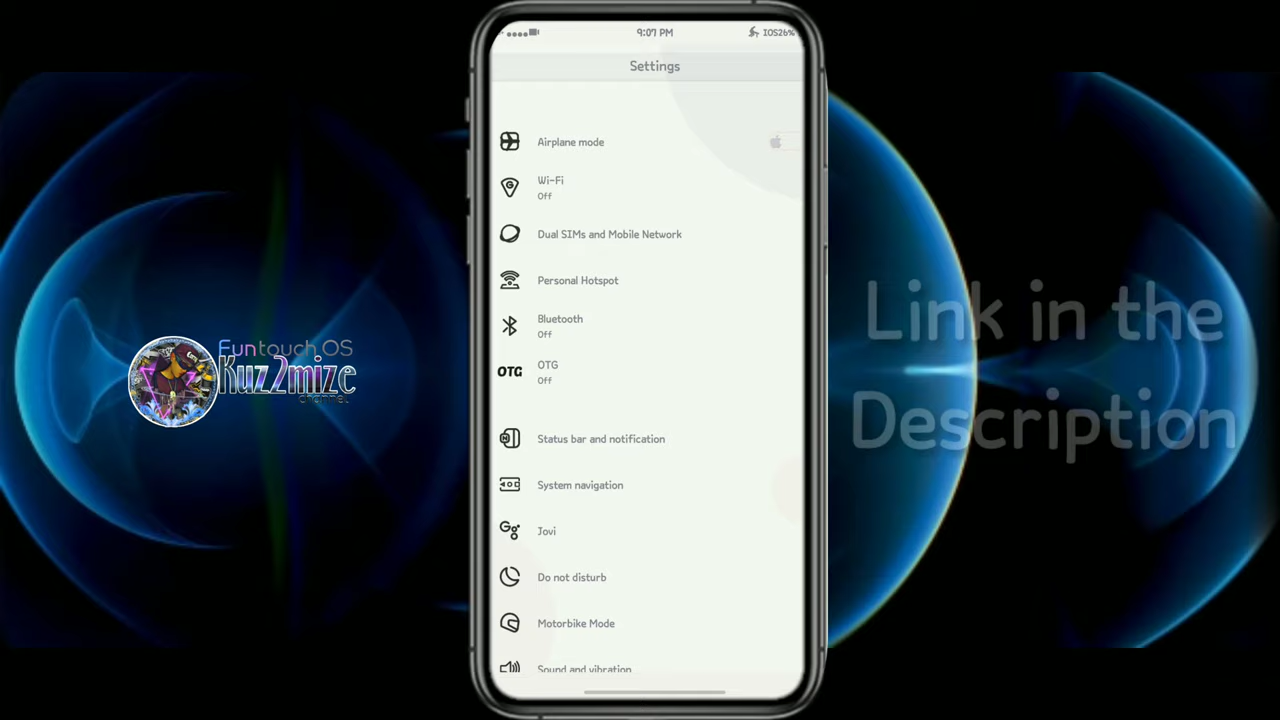 9:07 PM
IOS26%
Settings
Airplane mode
Wi-Fi
Off
Dual SIMs and Mobile Network
Personal Hotspot
Bluetooth
Off
OTG
OTG
Off
Status bar and notification
System navigation
Jovi
Do not disturb
Motorbike Mode
Sound and vibration
Funtouch OS
Kuz2mize
channel
Link in the
Description